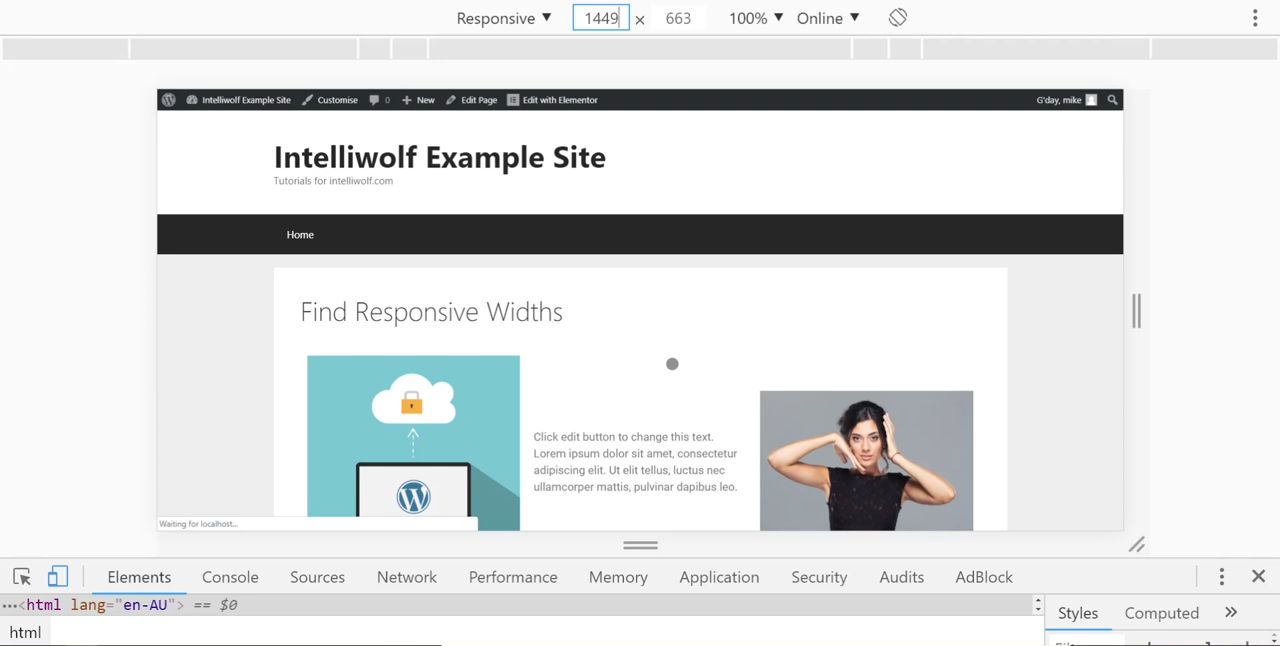 Responsive ▼ 1449 × 663 100% ▼ Online ▼
Intelliwolf Example Site Customise 0 New Edit Page Edit with Elementor G'day, mike
Intelliwolf Example Site
Tutorials for intelliwolf.com
Home
Find Responsive Widths
Click edit button to change this text.
Lorem ipsum dolor sit amet, consectetur
adipiscing elit. Ut elit tellus, luctus nec
ullamcorper mattis, pulvinar dapibus leo.
Waiting for localhost...
Elements Console Sources Network Performance Memory Application Security Audits AdBlock
•••<html lang="en-AU"> == $0
Styles Computed »
html